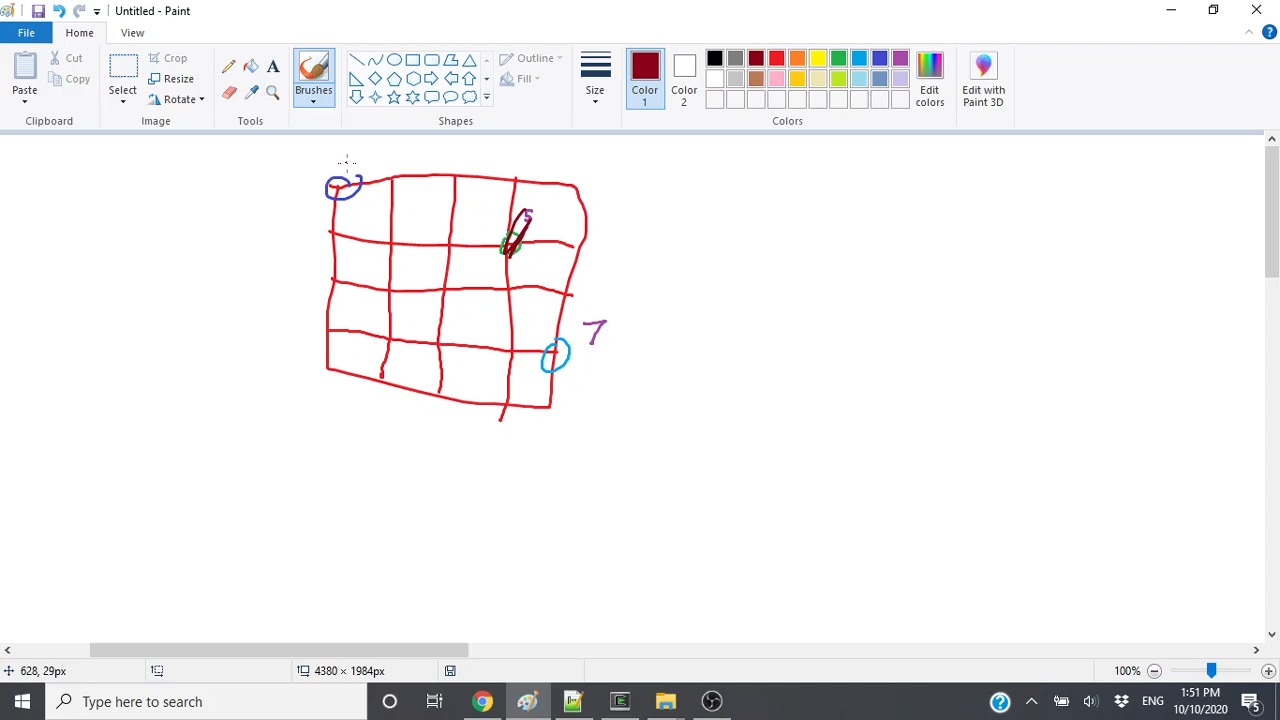 Untitled - Paint
File Home View
Paste
Cut
Copy
Clipboard
Select
Crop
Resize
Rotate
Image
A
Tools
Brushes
Shapes
Outline
Fill
Size
Color 1
Color 2
Colors
Edit colors
Edit with Paint 3D
5
7
628, 29px
4380 × 1984px
100%
Type here to search
ENG
1:51 PM
10/10/2020
5